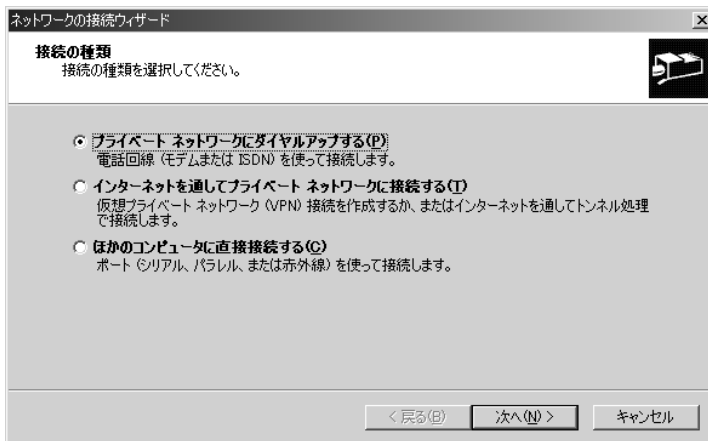 ネットワークの接続ウィザード
接続の種類
接続の種類を選択してください。
プライベート ネットワークにダイヤルアップする(P)
電話回線 (モデムまたは ISDN) を使って接続します。
インターネットを通してプライベート ネットワークに接続する(T)
仮想プライベート ネットワーク (VPN) 接続を作成するか、またはインターネットを通してトンネル処理
で接続します。
ほかのコンピュータに直接接続する(C)
ポート (シリアル、パラレル、または赤外線) を使って接続します。
< 戻る(B)
次へ(N) >
キャンセル